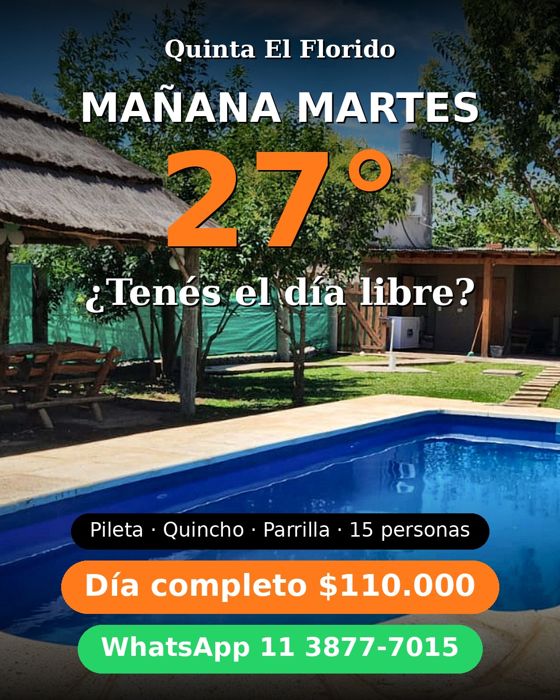 Quinta El Florido
MAÑANA MARTES
27°
¿Tenés el día libre?
Pileta · Quincho · Parrilla · 15 personas
Día completo $110.000
WhatsApp 11 3877-7015